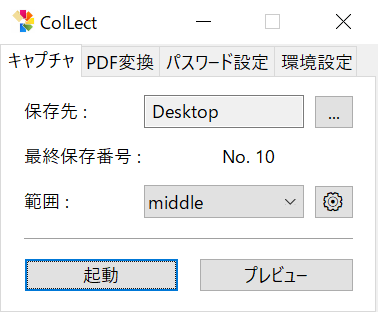 ColLect
キャプチャ PDF変換 パスワード設定 環境設定
保存先 : Desktop ...
最終保存番号 : No. 10
範囲 : middle
起動 プレビュー